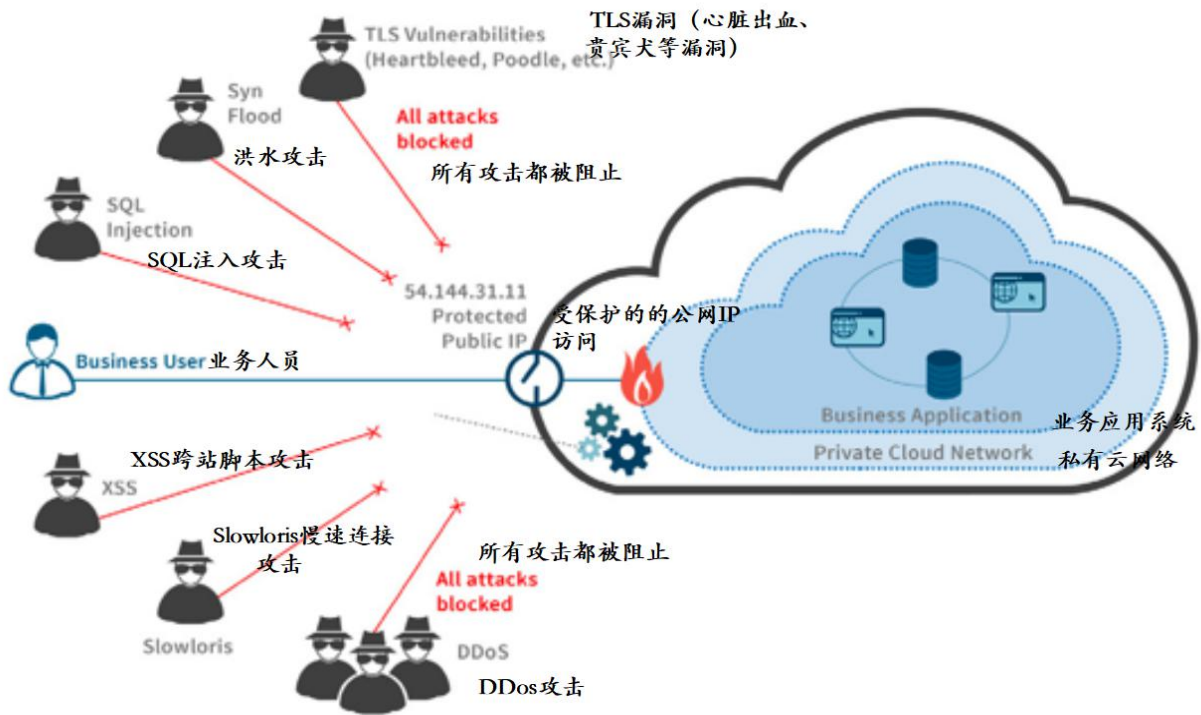 TLS Vulnerabilities
(Heartbleed, Poodle, etc.)
TLS漏洞（心脏出血、
贵宾犬等漏洞）
Syn
Flood
洪水攻击
All attacks
blocked
所有攻击都被阻止
SQL
Injection
SQL注入攻击
54.144.31.11
Protected
Public IP
受保护的的公网IP
访问
Business User业务人员
Business Application
业务应用系统
Private Cloud Network
私有云网络
XSS跨站脚本攻击
XSS
Slowloris慢速连接
攻击
Slowloris
所有攻击都被阻止
All attacks
blocked
DDoS
DDos攻击